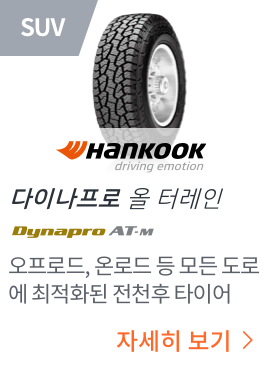 SUV
HANKOOK
driving emotion
다이나프로 올 터레인
Dynapro AT-M
오프로드, 온로드 등 모든 도로
에 최적화된 전천후 타이어
자세히 보기 >